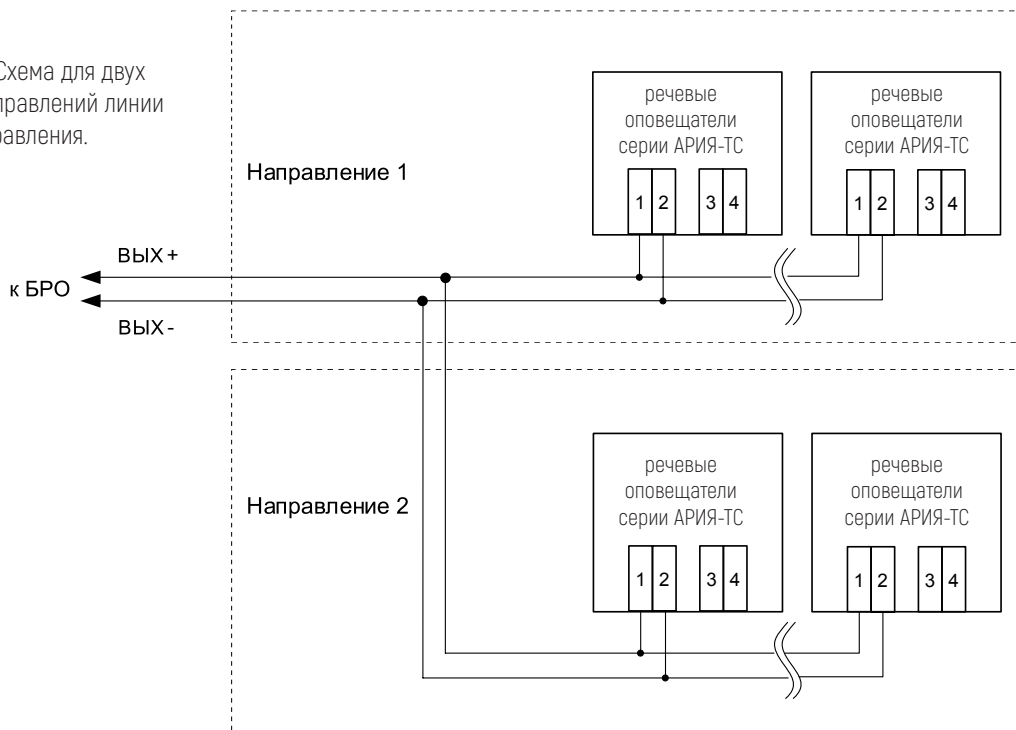 Схема для двух
правлений линии
равления.
Направление 1
речевые
оповещатели
серии АРИЯ-ТС
1 2 3 4
речевые
оповещатели
серии АРИЯ-ТС
1 2 3 4
ВЫХ+
к БРО
ВЫХ-
Направление 2
речевые
оповещатели
серии АРИЯ-ТС
1 2 3 4
речевые
оповещатели
серии АРИЯ-ТС
1 2 3 4